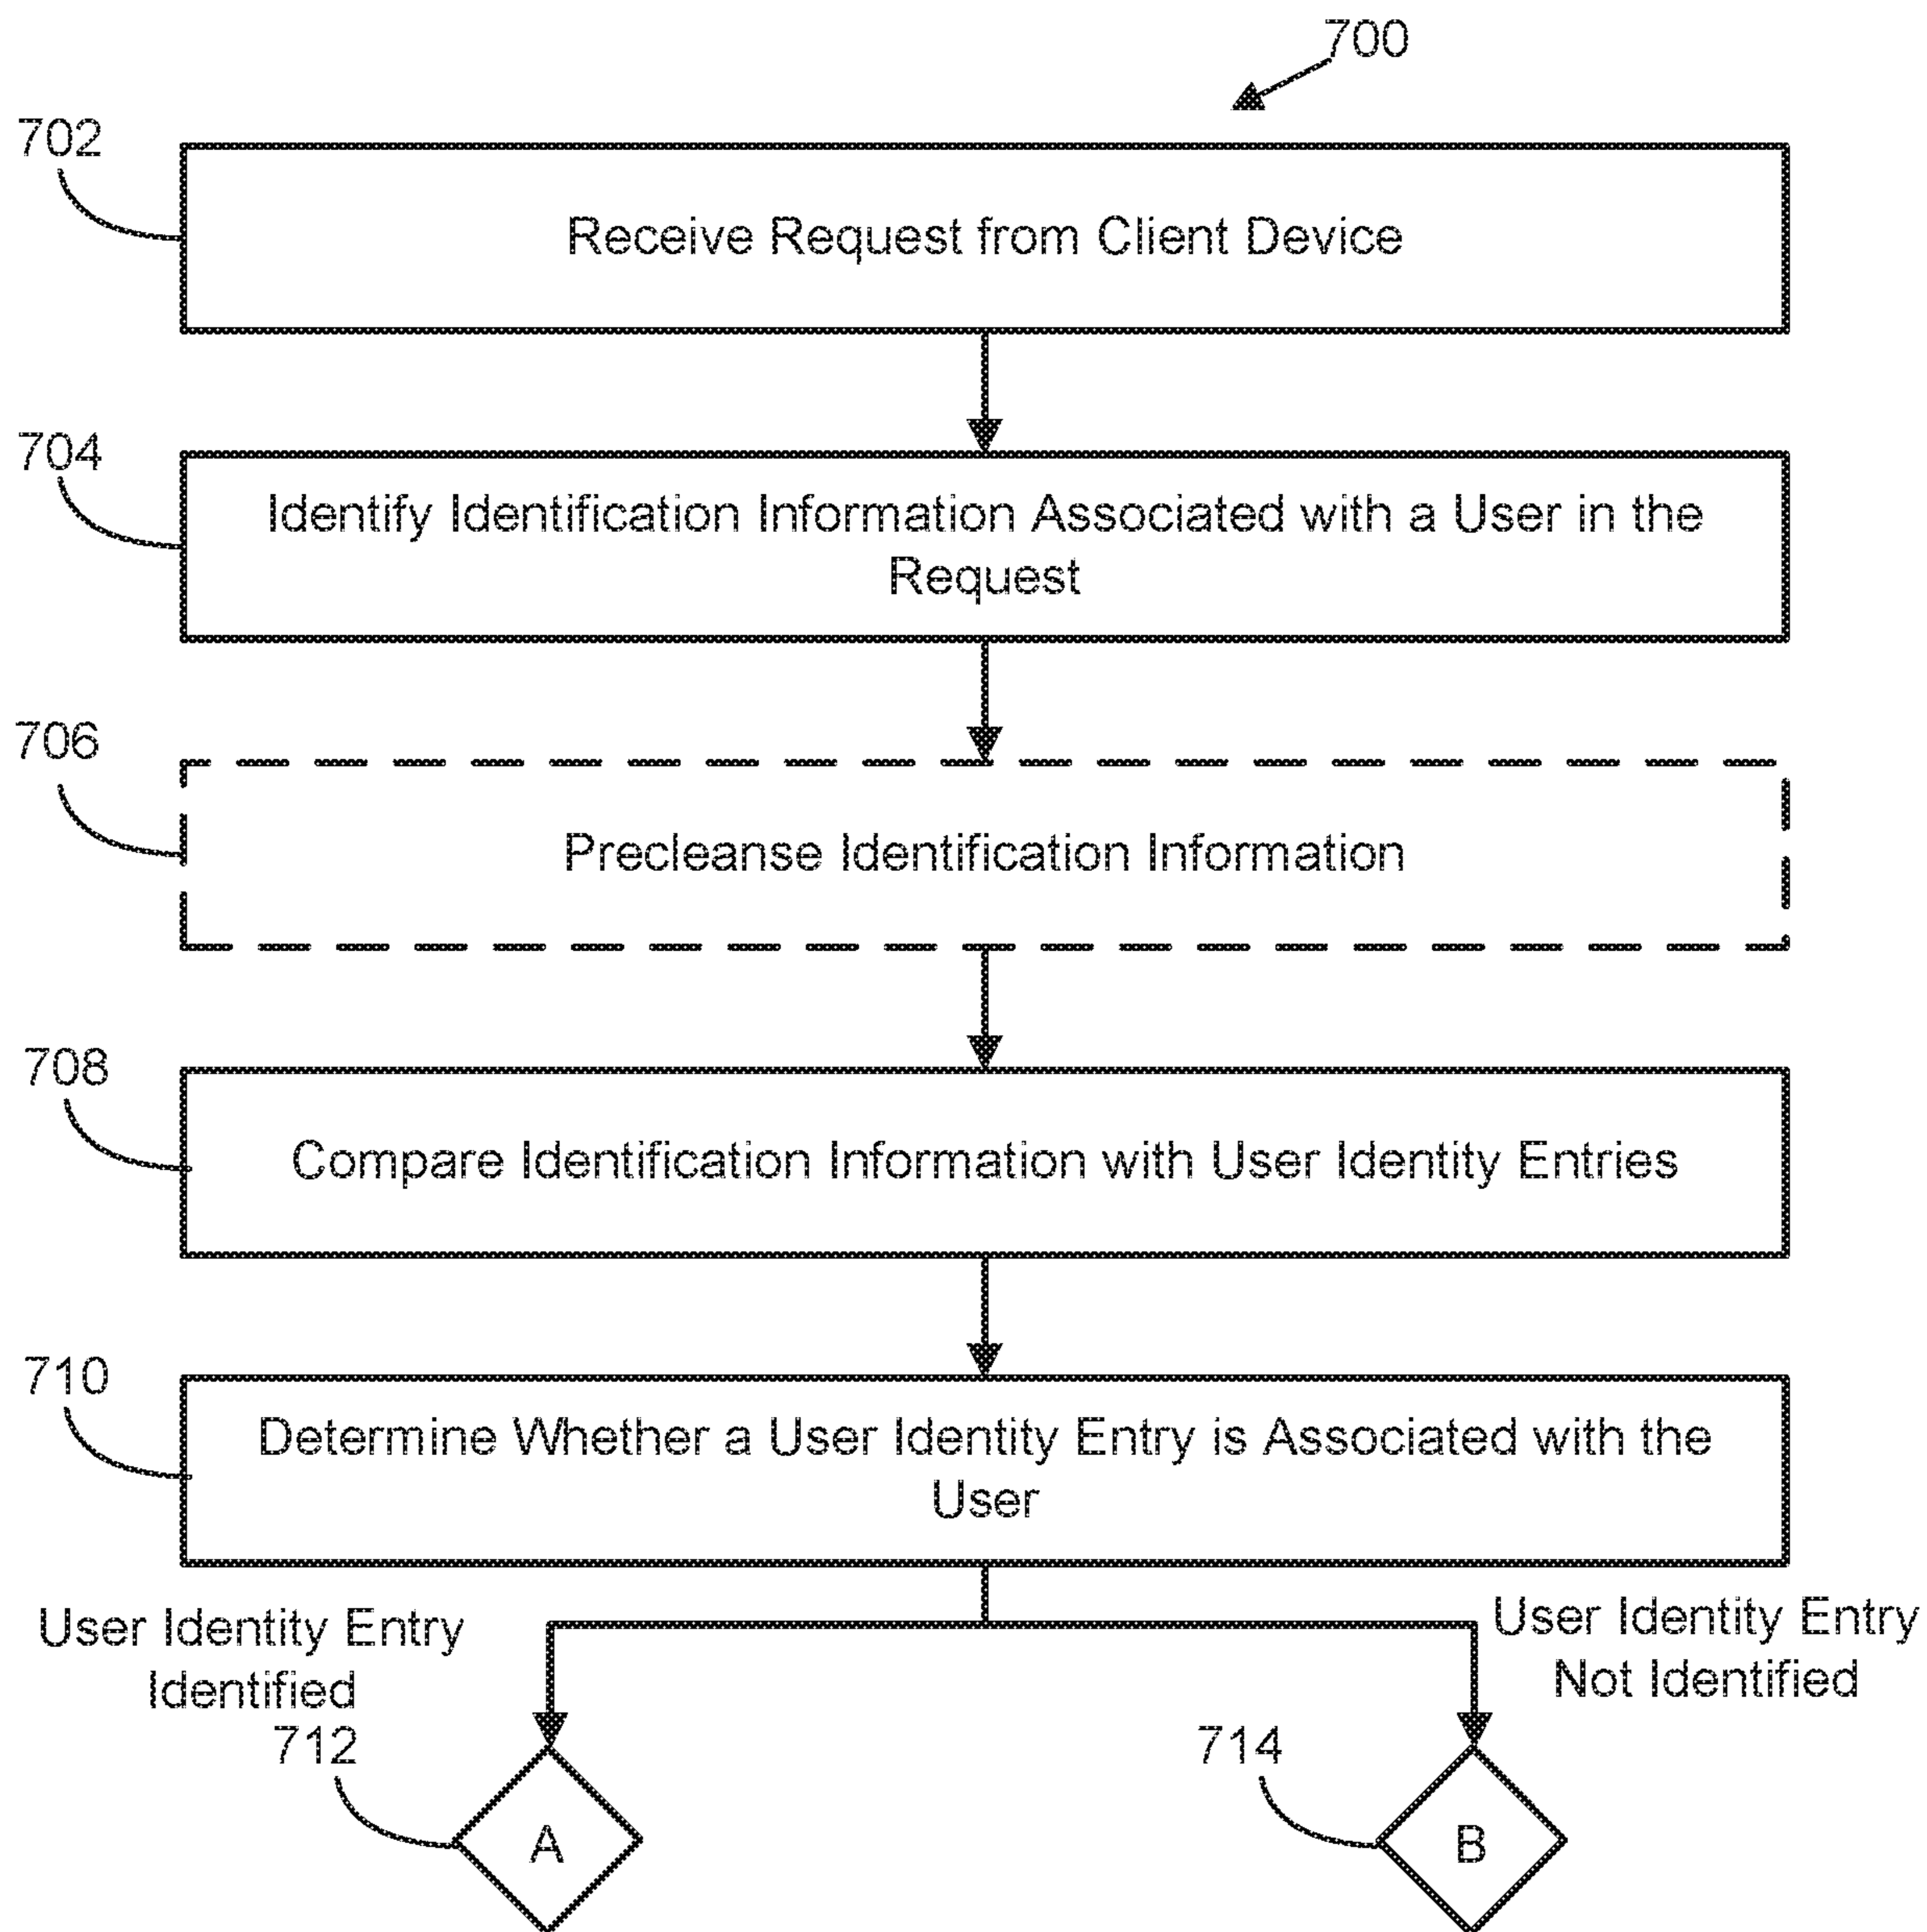 700
702
Receive Request from Client Device
704
Identify Identification Information Associated with a User in the
Request
706
Precleanse Identification Information
708
Compare Identification Information with User Identity Entries
710
Determine Whether a User Identity Entry is Associated with the
User
User Identity Entry
Identified
User Identity Entry
Not Identified
712
714
A
B